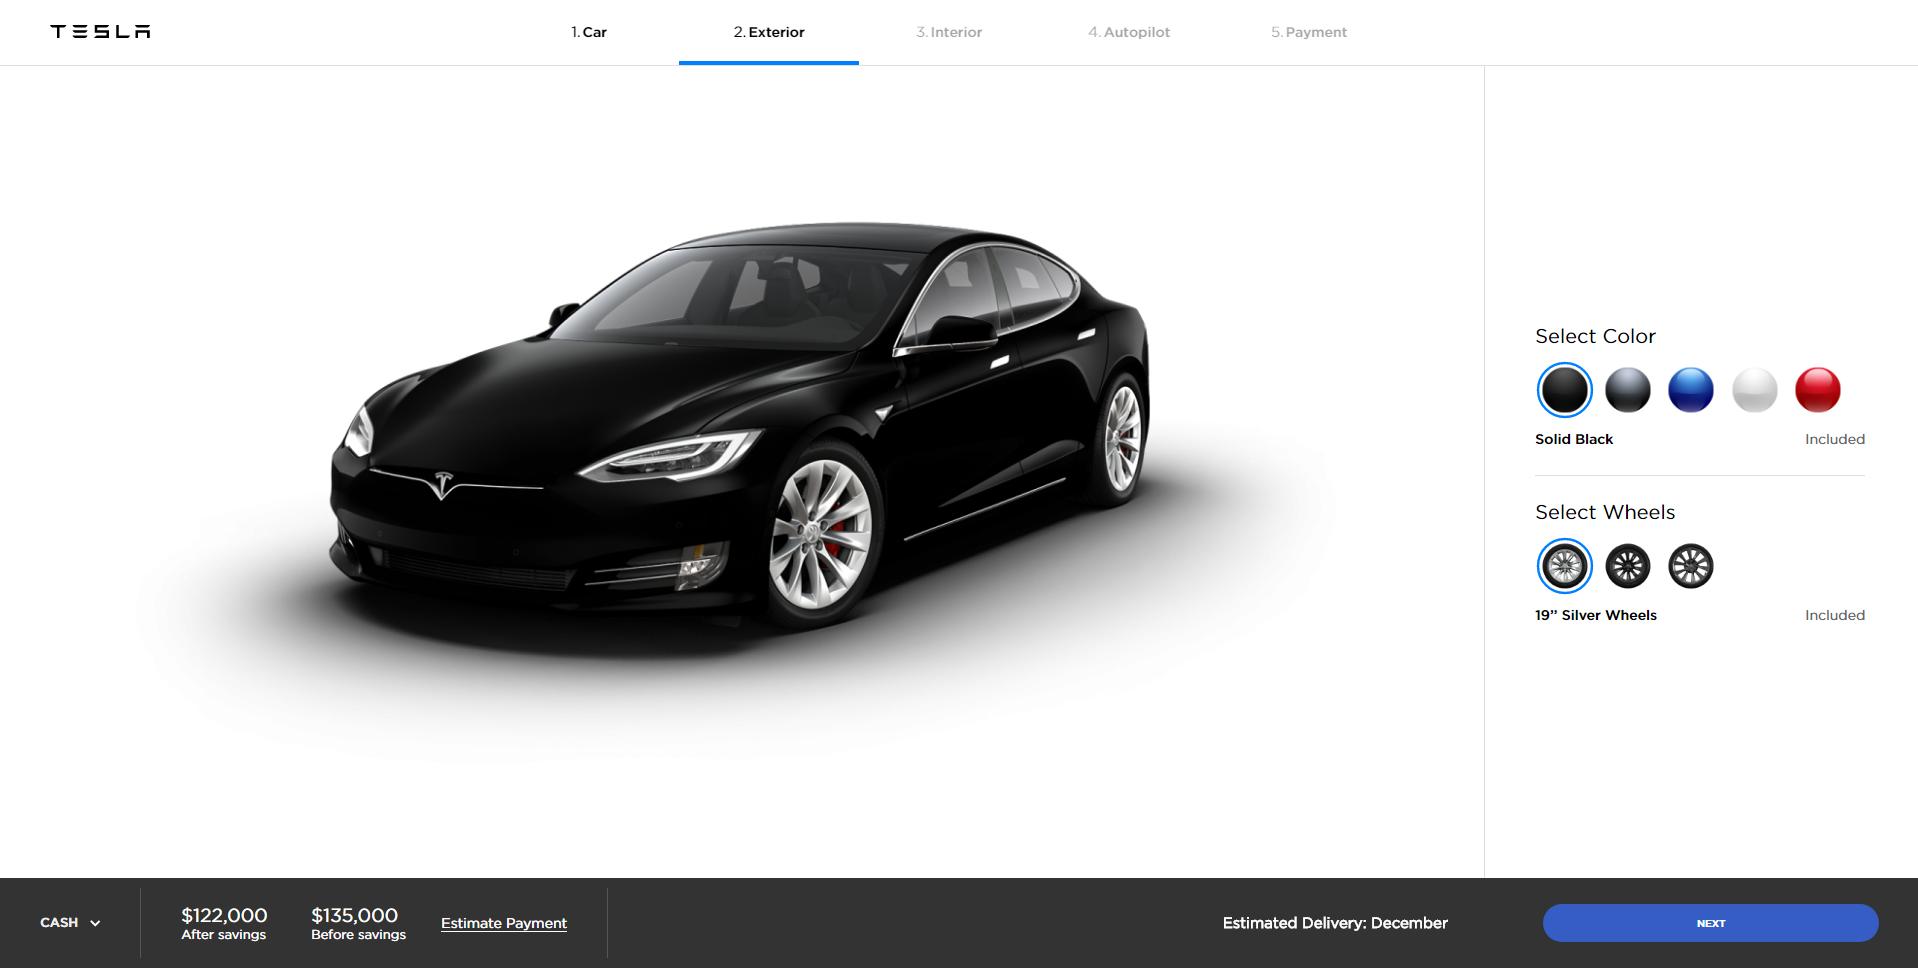 TESLA
1. Car
2. Exterior
3. Interior
4. Autopilot
5. Payment
Select Color
Solid Black
Included
Select Wheels
19” Silver Wheels
Included
CASH
$122,000
After savings
$135,000
Before savings
Estimate Payment
Estimated Delivery: December
NEXT